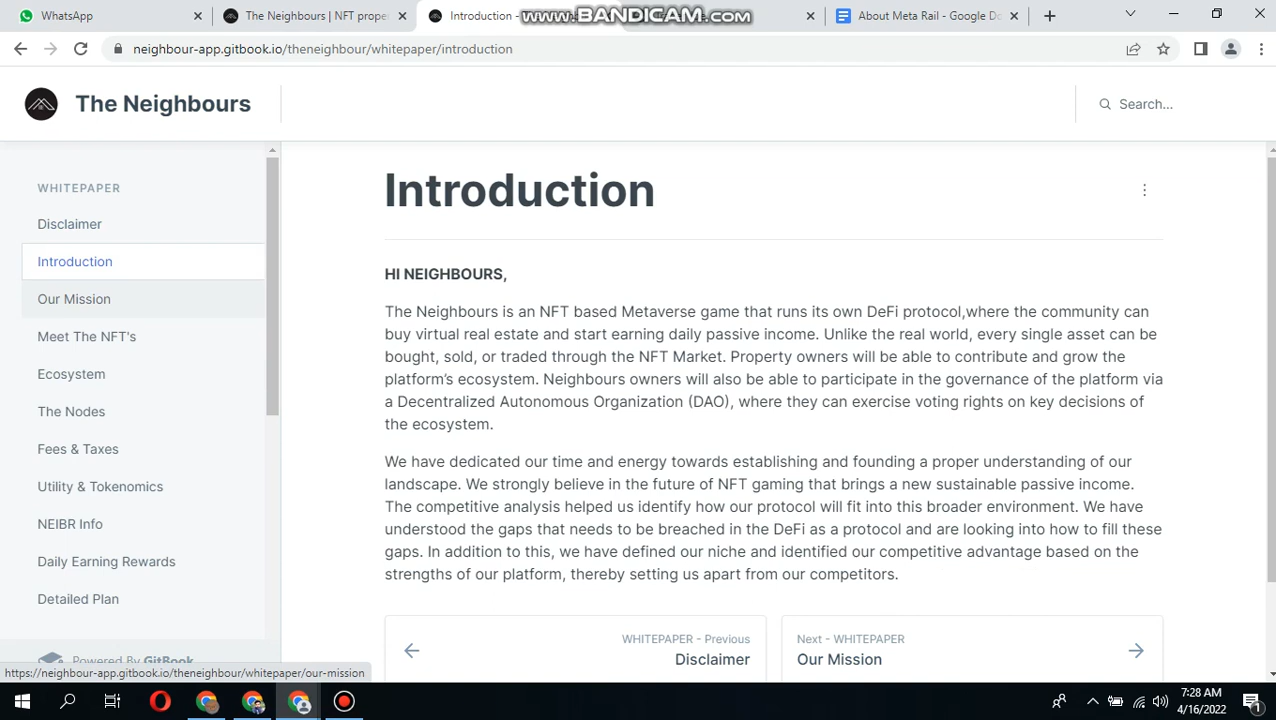 WhatsApp
The Neighbours | NFT prope
Introduction -
www.BANDICAM.com
About Meta Rail - Google Do
neighbour-app.gitbook.io/theneighbour/whitepaper/introduction
The Neighbours
Search...
WHITEPAPER
Disclaimer
Introduction
Our Mission
Meet The NFT's
Ecosystem
The Nodes
Fees & Taxes
Utility & Tokenomics
NEIBR Info
Daily Earning Rewards
Detailed Plan
Powered By GitBook
Introduction
HI NEIGHBOURS,
The Neighbours is an NFT based Metaverse game that runs its own DeFi protocol,where the community can
buy virtual real estate and start earning daily passive income. Unlike the real world, every single asset can be
bought, sold, or traded through the NFT Market. Property owners will be able to contribute and grow the
platform's ecosystem. Neighbours owners will also be able to participate in the governance of the platform via
a Decentralized Autonomous Organization (DAO), where they can exercise voting rights on key decisions of
the ecosystem.
We have dedicated our time and energy towards establishing and founding a proper understanding of our
landscape. We strongly believe in the future of NFT gaming that brings a new sustainable passive income.
The competitive analysis helped us identify how our protocol will fit into this broader environment. We have
understood the gaps that needs to be breached in the DeFi as a protocol and are looking into how to fill these
gaps. In addition to this, we have defined our niche and identified our competitive advantage based on the
strengths of our platform, thereby setting us apart from our competitors.
WHITEPAPER - Previous
Disclaimer
Next - WHITEPAPER
Our Mission
https://neighbour-app.gitbook.io/theneighbour/whitepaper/our-mission
7:28 AM
4/16/2022
1